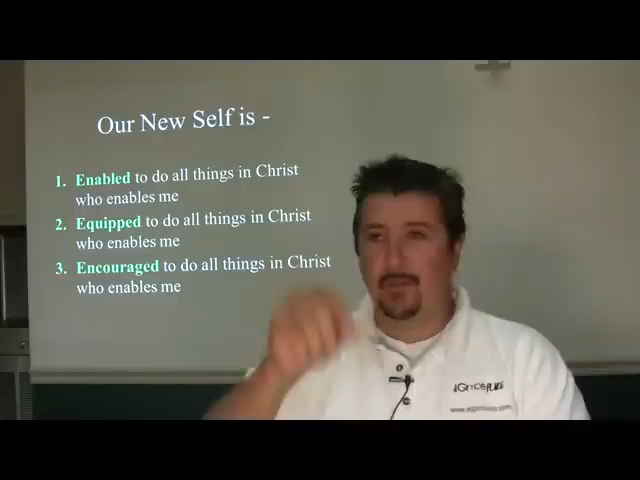 Our New Self is -
1. Enabled to do all things in Christ
who enables me
2. Equipped to do all things in Christ
who enables me
3. Encouraged to do all things in Christ
who enables me